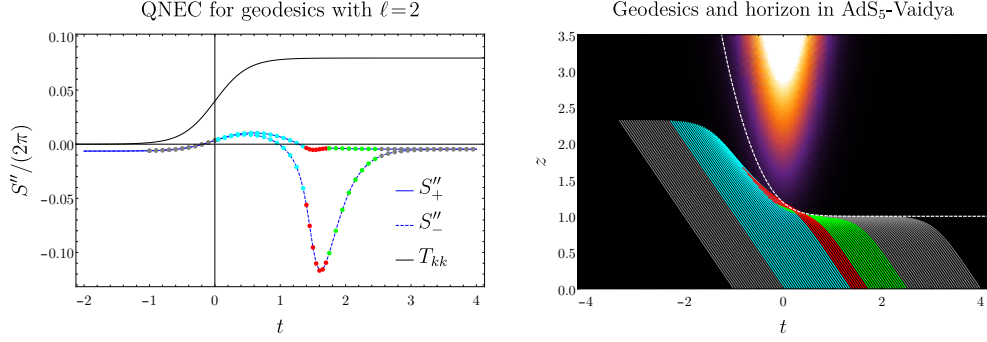 QNEC for geodesics with ℓ=2
0.10
0.05
0.00
−0.05
−0.10
S''/(2π)
S''₊
S''₋
Tₖₖ
−2 −1 0 1 2 3 4
t
Geodesics and horizon in AdS₅-Vaidya
3.5
3.0
2.5
2.0
1.5
1.0
0.5
0.0
z
−4 −2 0 2 4
t